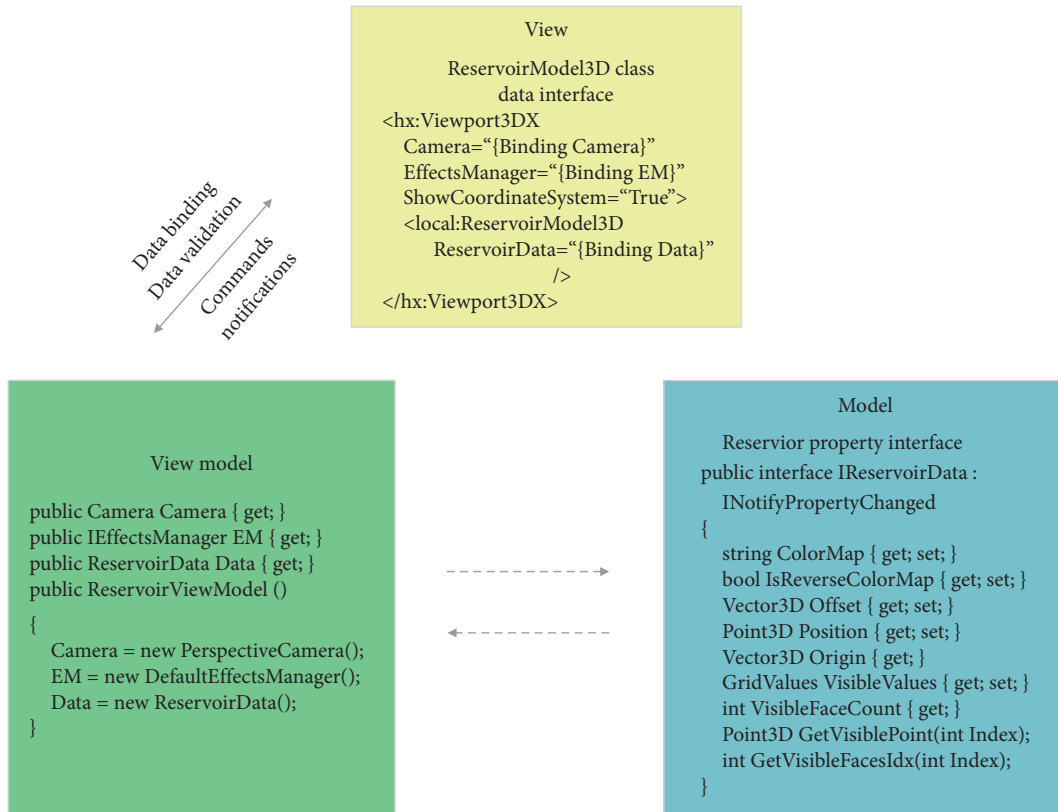 View
ReservoirModel3D class
data interface
<hx:Viewport3DX
Camera=“{Binding Camera}”
EffectsManager=“{Binding EM}”
ShowCoordinateSystem=“True”>
<local:ReservoirModel3D
ReservoirData=“{Binding Data}”
/>
</hx:Viewport3DX>
Data binding
Data validation
Commands
notifications
View model
public Camera Camera { get; }
public IEffectsManager EM { get; }
public ReservoirData Data { get; }
public ReservoirViewModel ()
{
Camera = new PerspectiveCamera();
EM = new DefaultEffectsManager();
Data = new ReservoirData();
}
Model
Reservior property interface
public interface IReservoirData :
INotifyPropertyChanged
{
string ColorMap { get; set; }
bool IsReverseColorMap { get; set; }
Vector3D Offset { get; set; }
Point3D Position { get; set; }
Vector3D Origin { get; }
GridValues VisibleValues { get; set; }
int VisibleFaceCount { get; }
Point3D GetVisiblePoint(int Index);
int GetVisibleFacesIdx(int Index);
}